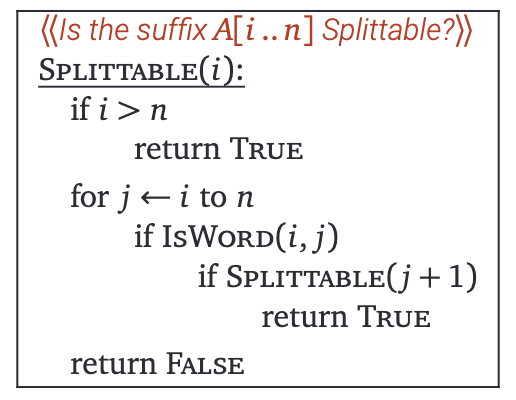 ⟨⟨Is the suffix A[i .. n] Splittable?⟩⟩
SPLITTABLE(i):
if i > n
return TRUE
for j ← i to n
if ISWORD(i, j)
if SPLITTABLE(j + 1)
return TRUE
return FALSE